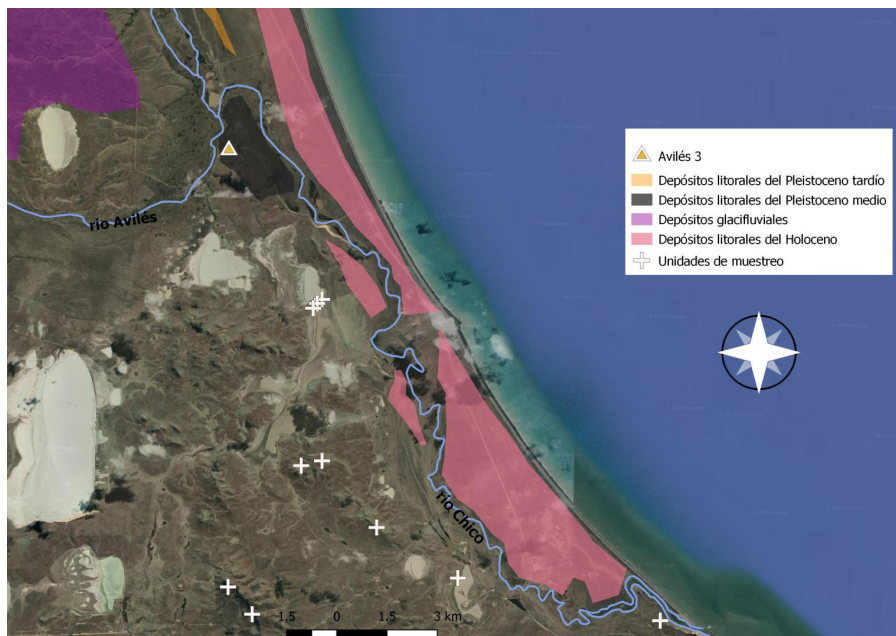 Avilés 3
Depósitos litorales del Pleistoceno tardío
Depósitos litorales del Pleistoceno medio
Depósitos glacifluviales
Depósitos litorales del Holoceno
Unidades de muestreo
río Avilés
río Chico
1.5 0 1.5 3 km